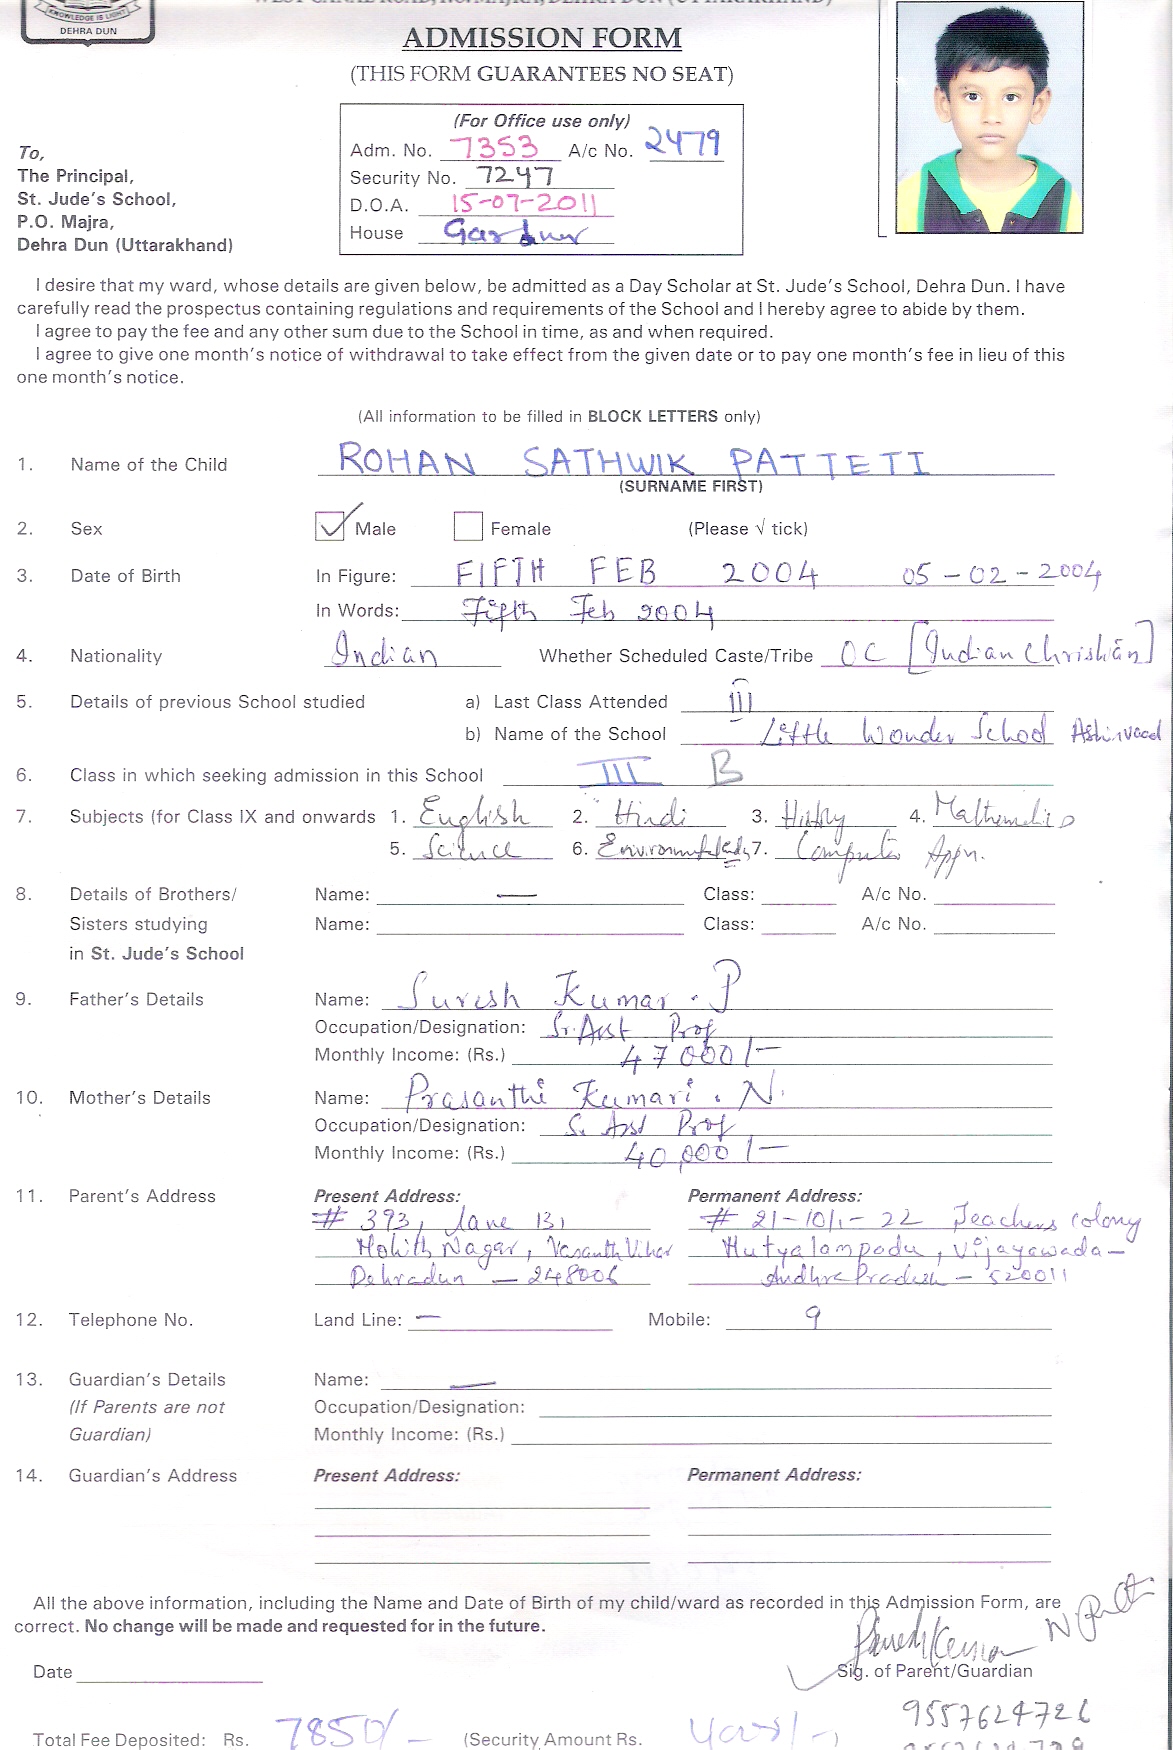 KNOWLEDGE IS LIGHT
DEHRA DUN
ADMISSION FORM
(THIS FORM GUARANTEES NO SEAT)
(For Office use only)
Adm. No. 7353 A/c No. 2479
Security No. 7247
D.O.A. 15-07-2011
House
To,
The Principal,
St. Jude's School,
P.O. Majra,
Dehra Dun (Uttarakhand)
I desire that my ward, whose details are given below, be admitted as a Day Scholar at St. Jude's School, Dehra Dun. I have
carefully read the prospectus containing regulations and requirements of the School and I hereby agree to abide by them.
I agree to pay the fee and any other sum due to the School in time, as and when required.
I agree to give one month's notice of withdrawal to take effect from the given date or to pay one month's fee in lieu of this
one month's notice.
(All information to be filled in BLOCK LETTERS only)
1. Name of the Child ROHAN SATHWIK PATTETI
(SURNAME FIRST)
2. Sex Male Female (Please √ tick)
3. Date of Birth In Figure: FIFTH FEB 2004 05-02-2004
In Words: Fifth Feb 2004
4. Nationality Indian Whether Scheduled Caste/Tribe OC [Indian Christian]
5. Details of previous School studied a) Last Class Attended III
b) Name of the School Little Wonder School Ashirvaad
6. Class in which seeking admission in this School III B
7. Subjects (for Class IX and onwards 1. English 2. Hindi 3. History 4. Mathematics
5. Science 6. 7. Computer Appn.
8. Details of Brothers/ Name: — Class: A/c No.
Sisters studying Name: Class: A/c No.
in St. Jude's School
9. Father's Details Name: Suresh Kumar. P
Occupation/Designation: Sr. Asst Prof
Monthly Income: (Rs.) 47000/-
10. Mother's Details Name: Prasanthi Kumari. N.
Occupation/Designation: S. Asst Prof
Monthly Income: (Rs.) 40,000/-
11. Parent's Address Present Address: Permanent Address:
# 393, Lane 13, # 21-10/1-22 Teachers colony
Mohith Nagar, Vasanth Vihar Mutyalampadu, Vijayawada-
Dehradun - 248006 Andhra Pradesh - 520011
12. Telephone No. Land Line: — Mobile: 9
13. Guardian's Details Name: —
(If Parents are not Occupation/Designation:
Guardian) Monthly Income: (Rs.)
14. Guardian's Address Present Address: Permanent Address:
All the above information, including the Name and Date of Birth of my child/ward as recorded in this Admission Form, are
correct. No change will be made and requested for in the future.
Date Sig. of Parent/Guardian
9557624726
Total Fee Deposited: Rs. 7850/- (Security Amount Rs. )